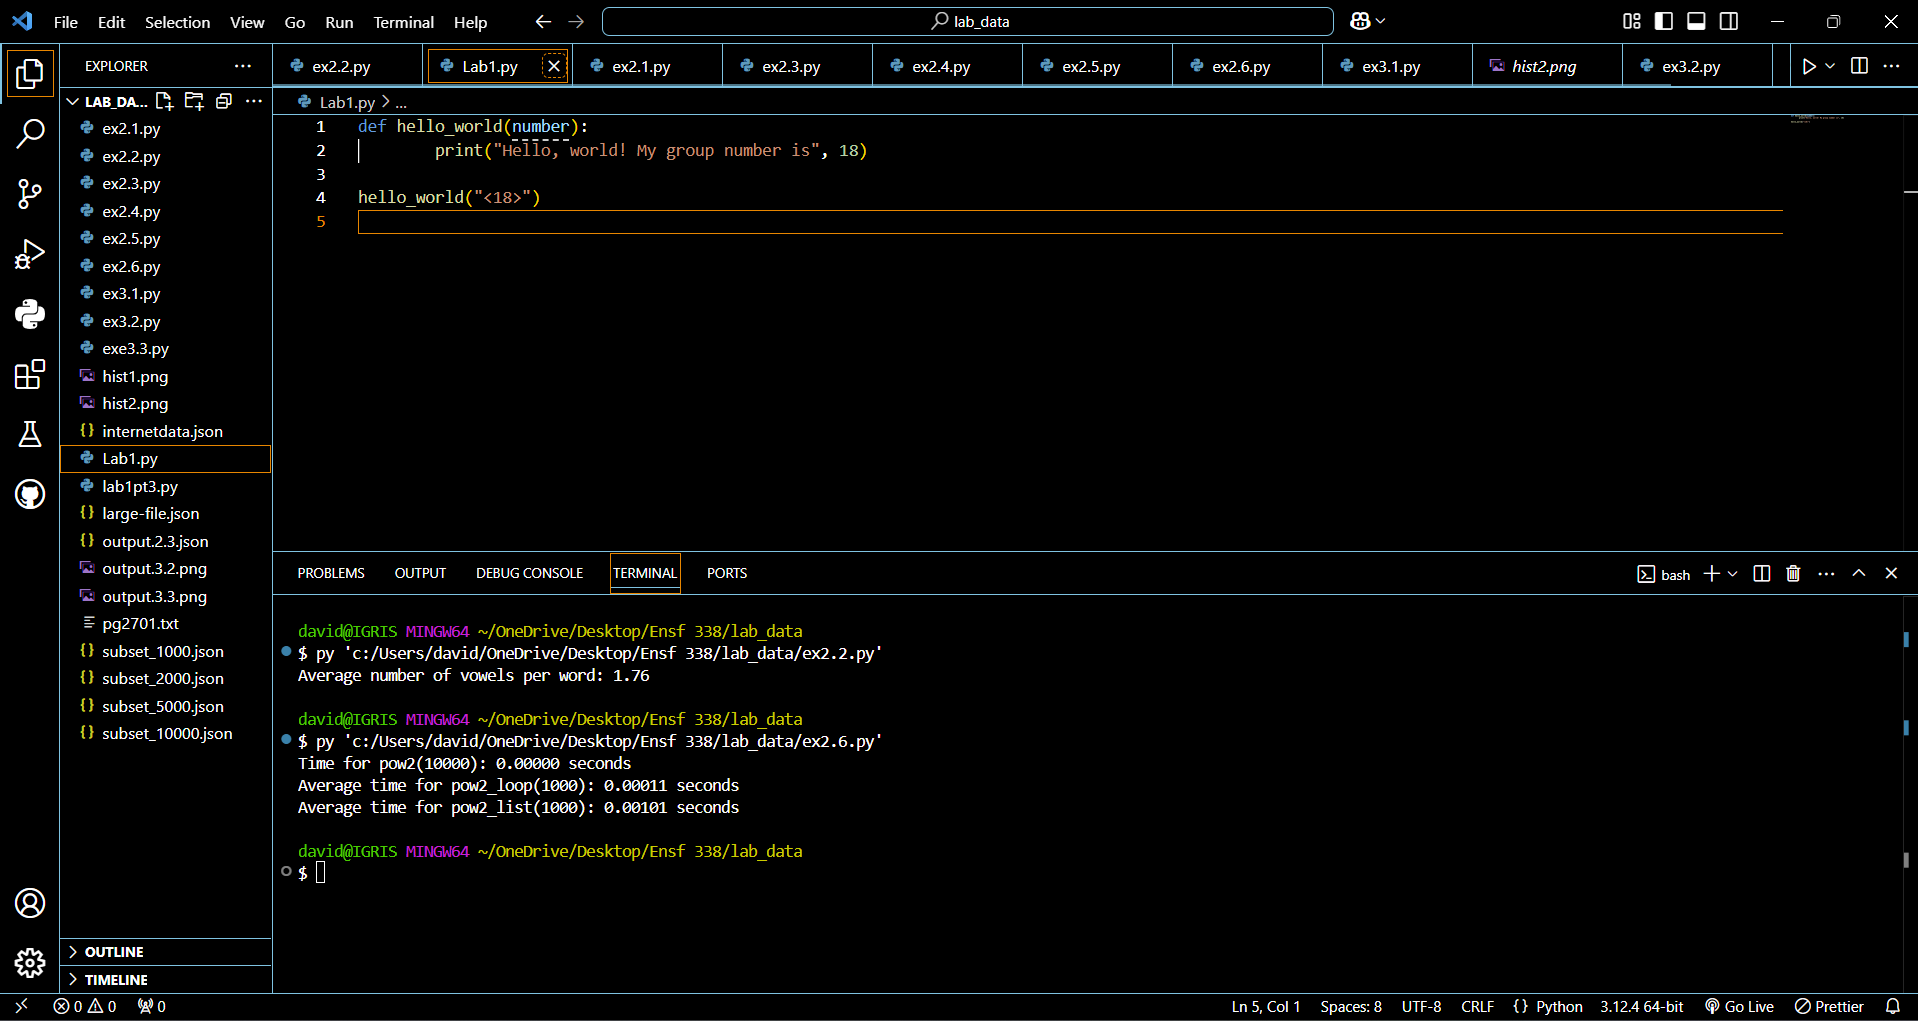 File Edit Selection View Go Run Terminal Help
lab_data
EXPLORER
ex2.2.py Lab1.py ex2.1.py ex2.3.py ex2.4.py ex2.5.py ex2.6.py ex3.1.py hist2.png ex3.2.py
LAB_DA...
Lab1.py > ...
ex2.1.py
ex2.2.py
ex2.3.py
ex2.4.py
ex2.5.py
ex2.6.py
ex3.1.py
ex3.2.py
exe3.3.py
hist1.png
hist2.png
internetdata.json
Lab1.py
lab1pt3.py
large-file.json
output.2.3.json
output.3.2.png
output.3.3.png
pg2701.txt
subset_1000.json
subset_2000.json
subset_5000.json
subset_10000.json
OUTLINE
TIMELINE
1 def hello_world(number):
2 print("Hello, world! My group number is", 18)
3
4 hello_world("<18>")
5
PROBLEMS OUTPUT DEBUG CONSOLE TERMINAL PORTS
bash
david@IGRIS MINGW64 ~/OneDrive/Desktop/Ensf 338/lab_data
$ py 'c:/Users/david/OneDrive/Desktop/Ensf 338/lab_data/ex2.2.py'
Average number of vowels per word: 1.76
david@IGRIS MINGW64 ~/OneDrive/Desktop/Ensf 338/lab_data
$ py 'c:/Users/david/OneDrive/Desktop/Ensf 338/lab_data/ex2.6.py'
Time for pow2(10000): 0.00000 seconds
Average time for pow2_loop(1000): 0.00011 seconds
Average time for pow2_list(1000): 0.00101 seconds
david@IGRIS MINGW64 ~/OneDrive/Desktop/Ensf 338/lab_data
$
0 0 0
Ln 5, Col 1 Spaces: 8 UTF-8 CRLF {} Python 3.12.4 64-bit Go Live Prettier